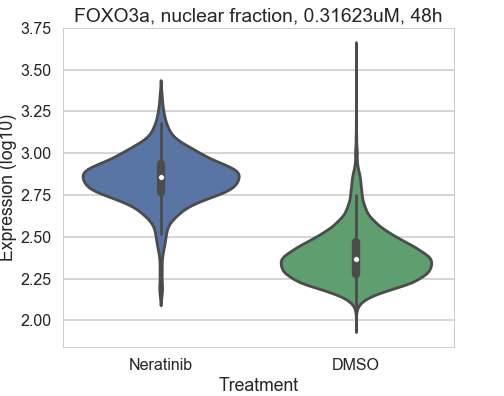 FOXO3a, nuclear fraction, 0.31623uM, 48h
3.75
3.50
3.25
3.00
2.75
2.50
2.25
2.00
Expression (log10)
Neratinib
DMSO
Treatment